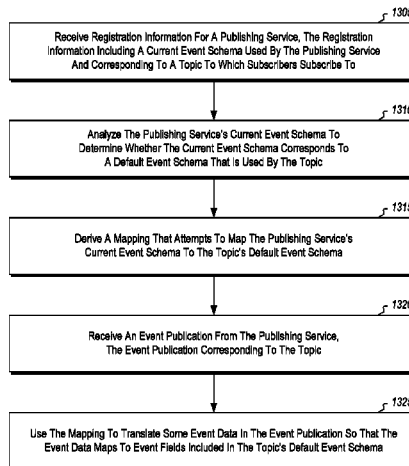 1305
Receive Registration Information For A Publishing Service, The Registration
Information Including A Current Event Schema Used By The Publishing Service
And Corresponding To A Topic To Which Subscribers Subscribe To
1310
Analyze The Publishing Service's Current Event Schema To
Determine Whether The Current Event Schema Corresponds To
A Default Event Schema That Is Used By The Topic
1315
Derive A Mapping That Attempts To Map The Publishing Service's
Current Event Schema To The Topic's Default Event Schema
1320
Receive An Event Publication From The Publishing Service,
The Event Publication Corresponding To The Topic
1325
Use The Mapping To Translate Some Event Data In The Event Publication So That The
Event Data Maps To Event Fields Included In The Topic's Default Event Schema